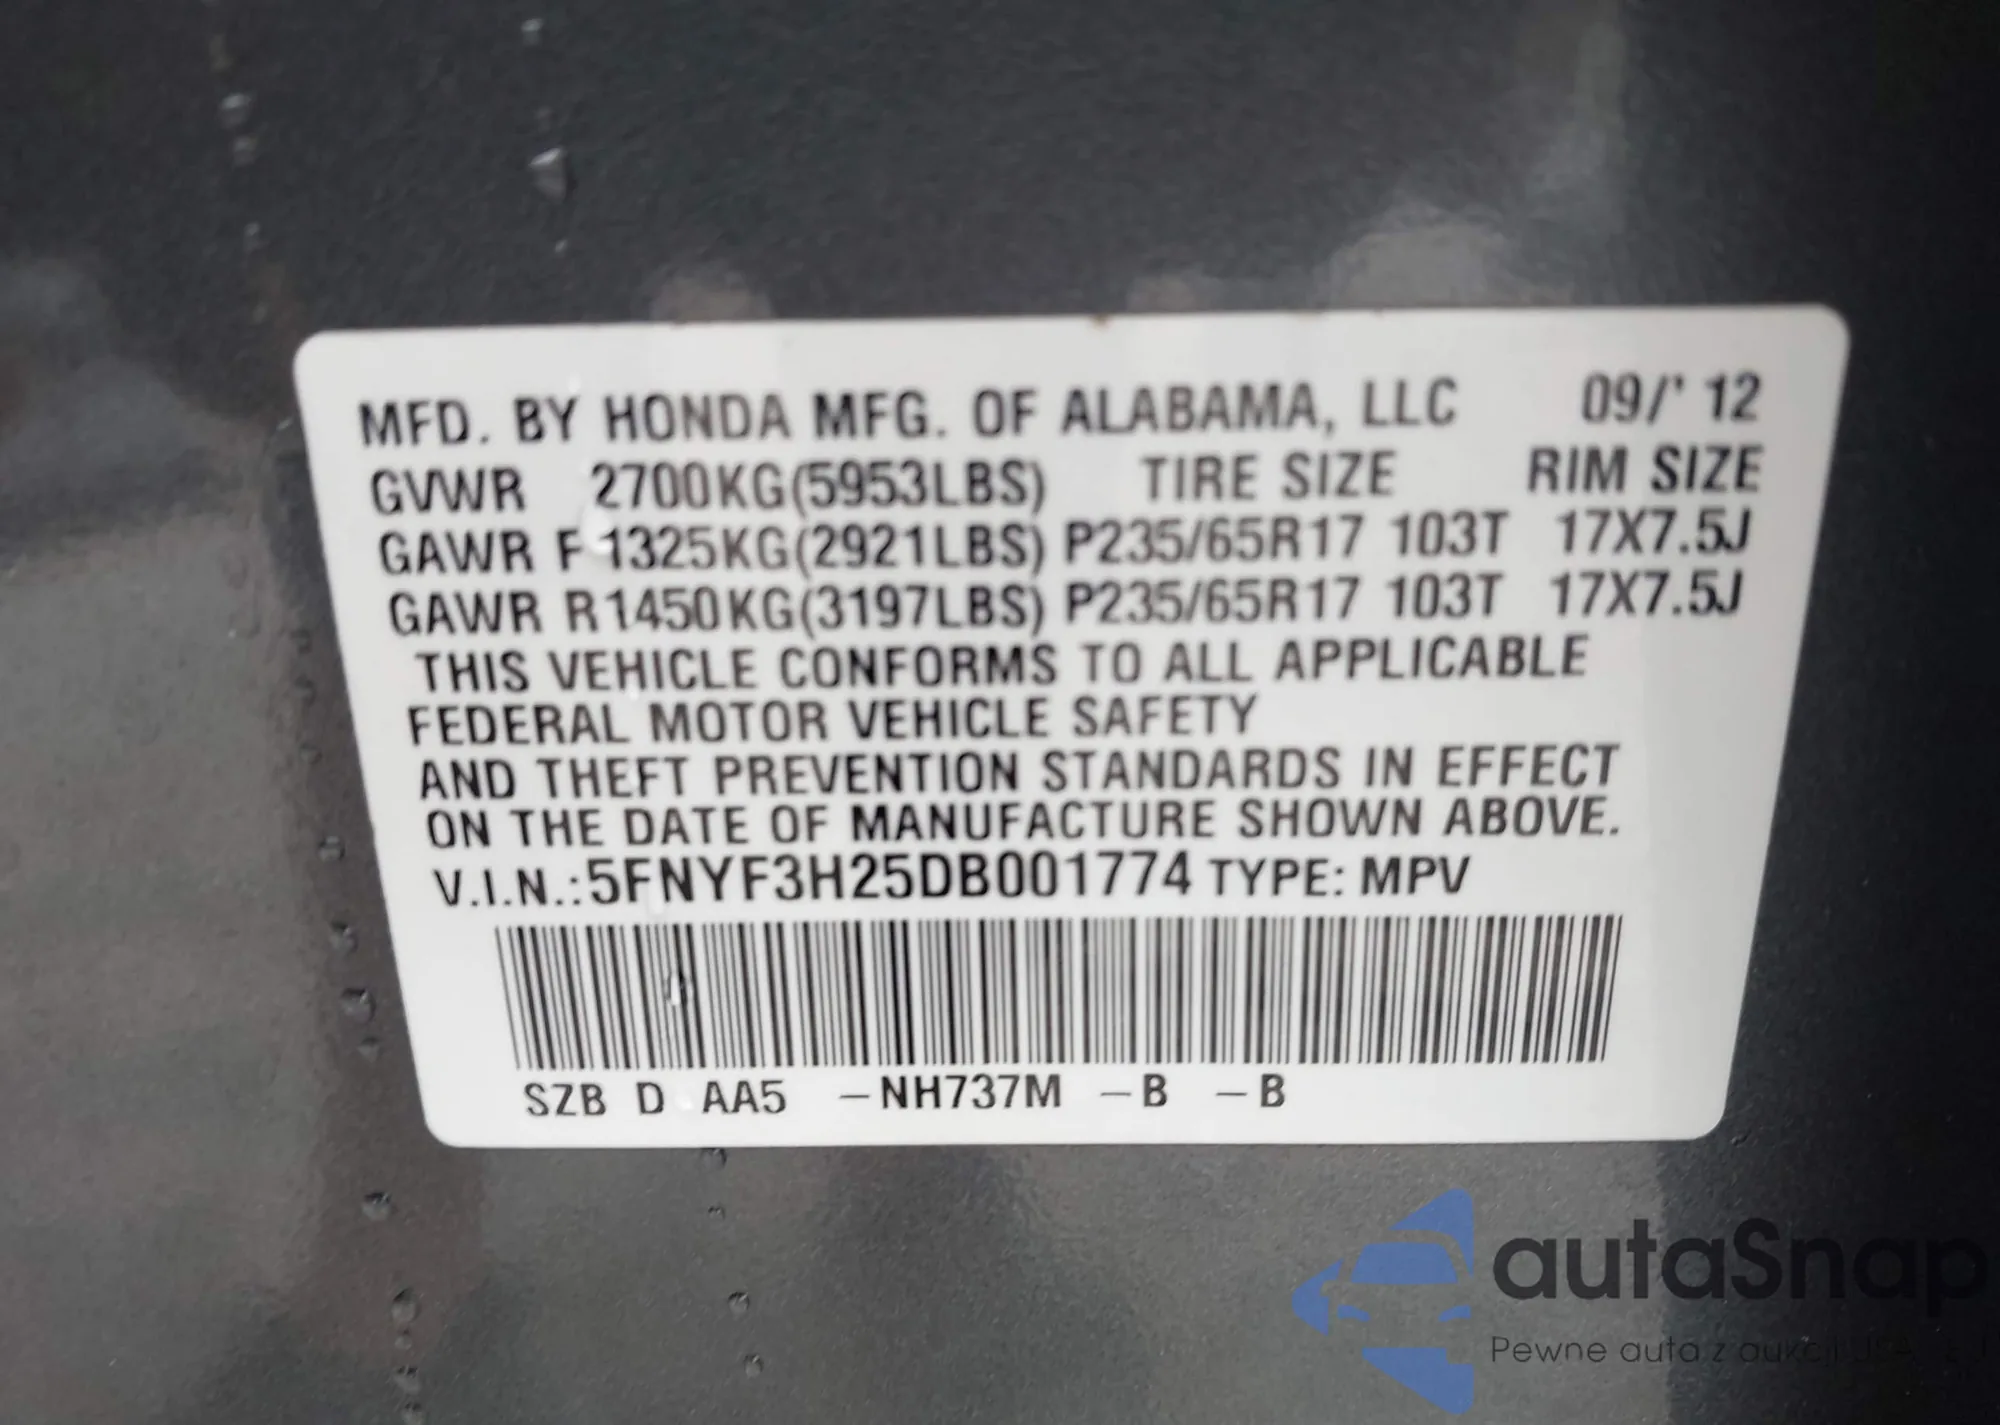 MFD. BY HONDA MFG. OF ALABAMA, LLC 09/'12
GVWR 2700KG(5953LBS) TIRE SIZE RIM SIZE
GAWR F 1325KG(2921LBS) P235/65R17 103T 17X7.5J
GAWR R1450KG(3197LBS) P235/65R17 103T 17X7.5J
THIS VEHICLE CONFORMS TO ALL APPLICABLE
FEDERAL MOTOR VEHICLE SAFETY
AND THEFT PREVENTION STANDARDS IN EFFECT
ON THE DATE OF MANUFACTURE SHOWN ABOVE.
V.I.N.:5FNYF3H25DB001774 TYPE: MPV
SZB D AA5 -NH737M -B -B
autaSnap
Pewne auta z aukcji